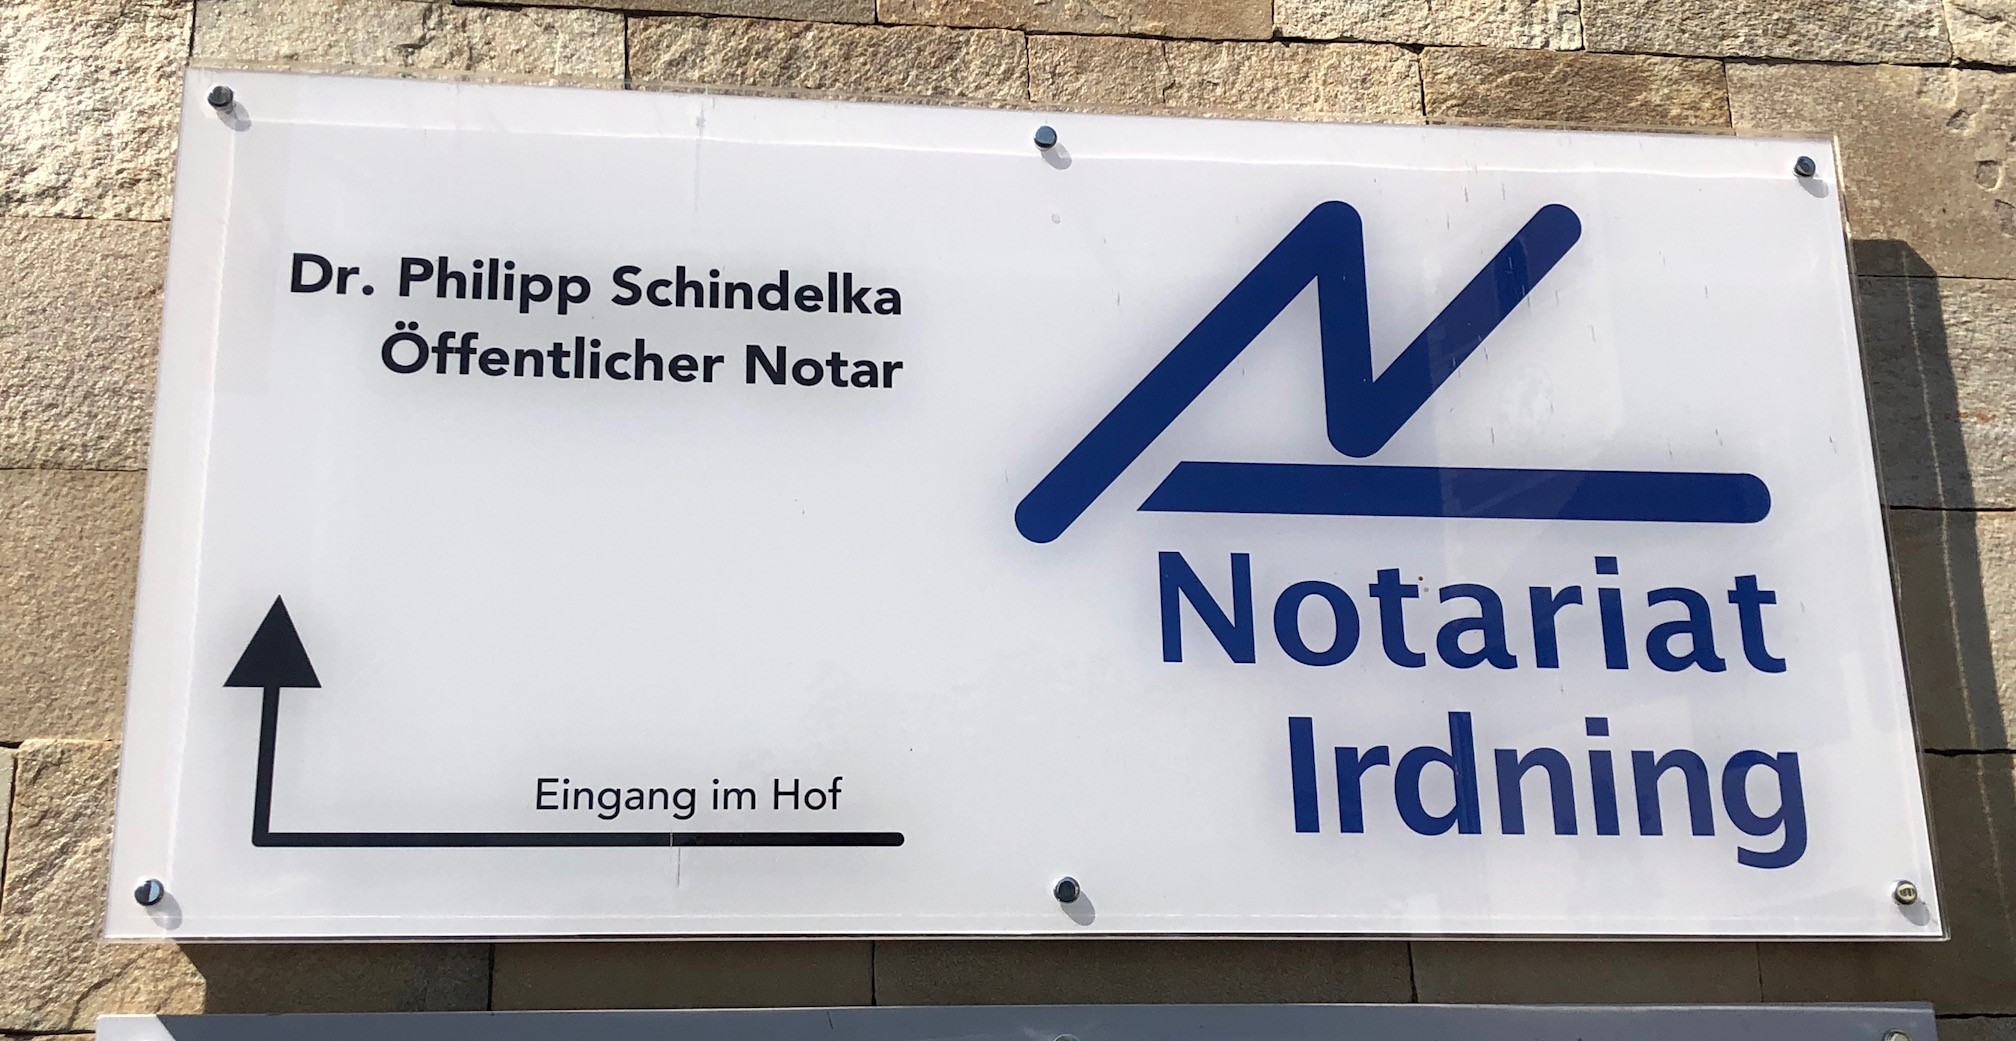 Dr. Philipp Schindelka
Öffentlicher Notar
Eingang im Hof
Notariat
Irdning